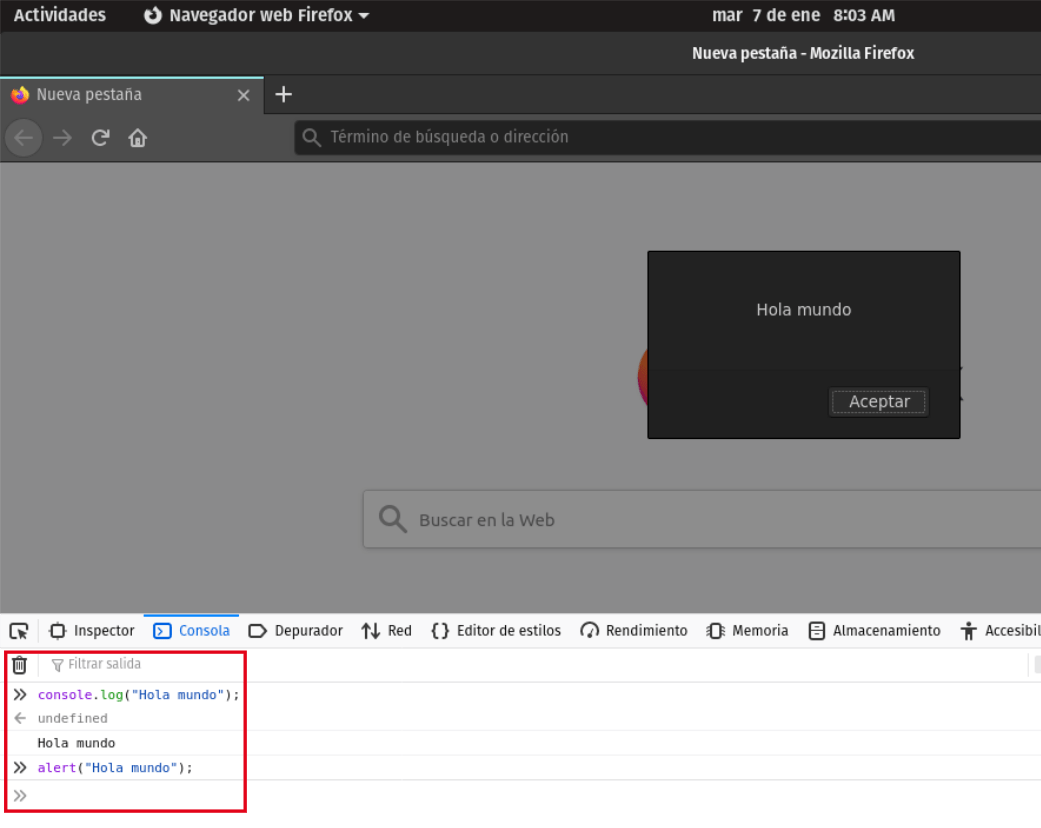 Actividades Navegador web Firefox mar 7 de ene 8:03 AM
Nueva pestaña - Mozilla Firefox
Nueva pestaña
Término de búsqueda o dirección
Hola mundo
Aceptar
Buscar en la Web
Inspector Consola Depurador Red Editor de estilos Rendimiento Memoria Almacenamiento Accesibil
Filtrar salida
console.log("Hola mundo");
undefined
Hola mundo
alert("Hola mundo");